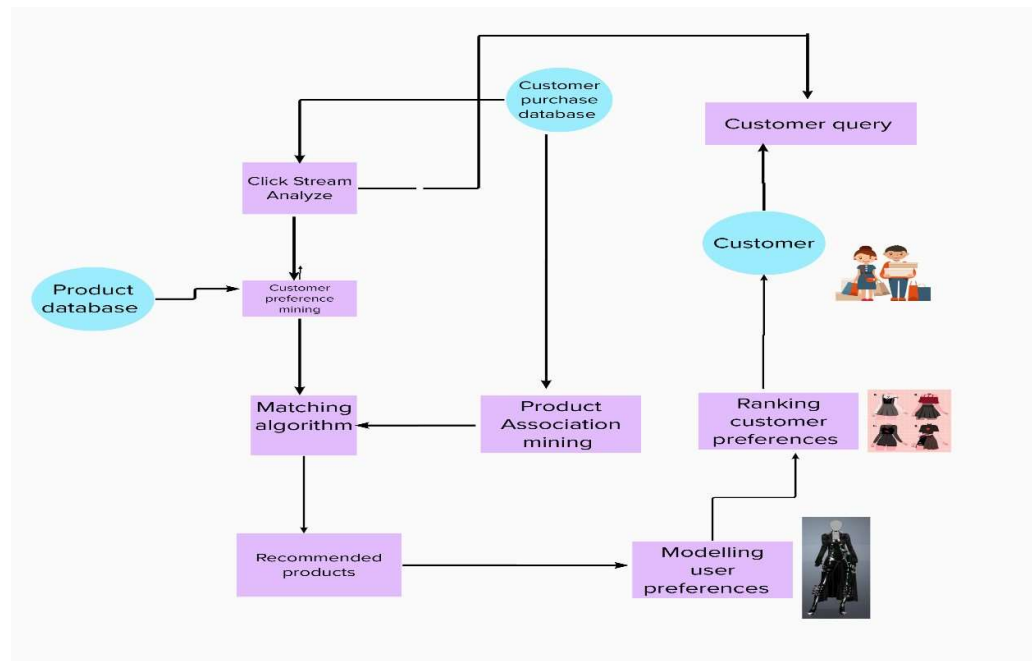 Customer
purchase
database
Customer query
Click Stream
Analyze
Customer
Product
database
Customer
preference
mining
Matching
algorithm
Product
Association
mining
Ranking
customer
preferences
Recommended
products
Modelling
user
preferences